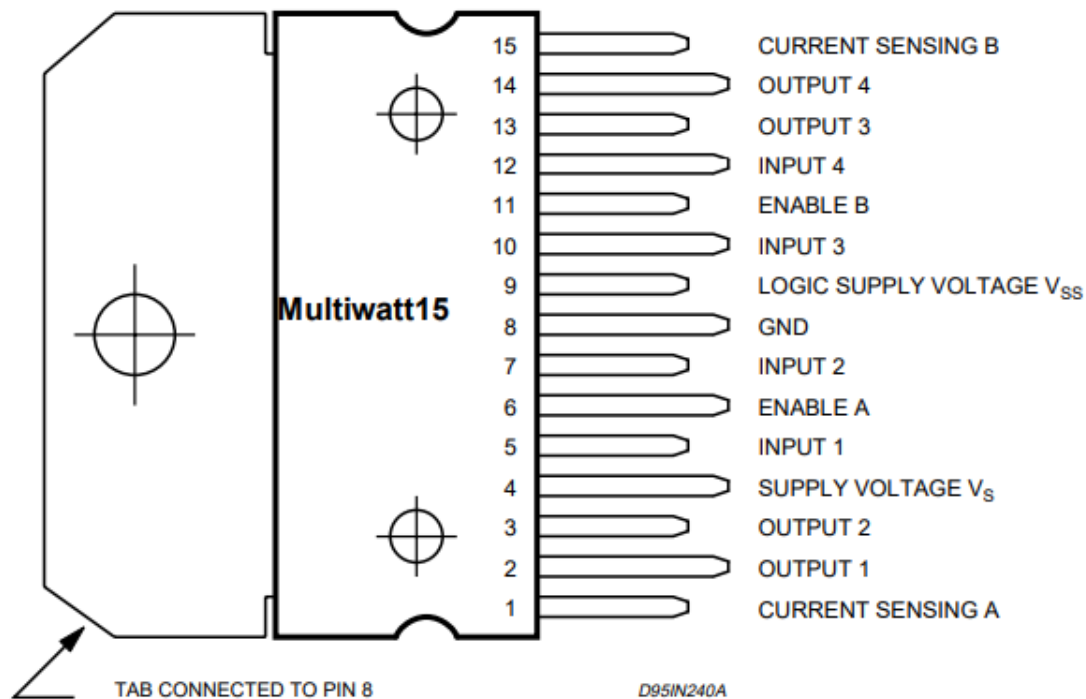 15 CURRENT SENSING B
14 OUTPUT 4
13 OUTPUT 3
12 INPUT 4
11 ENABLE B
10 INPUT 3
9 LOGIC SUPPLY VOLTAGE VSS
Multiwatt15
8 GND
7 INPUT 2
6 ENABLE A
5 INPUT 1
4 SUPPLY VOLTAGE VS
3 OUTPUT 2
2 OUTPUT 1
1 CURRENT SENSING A
TAB CONNECTED TO PIN 8
D95IN240A